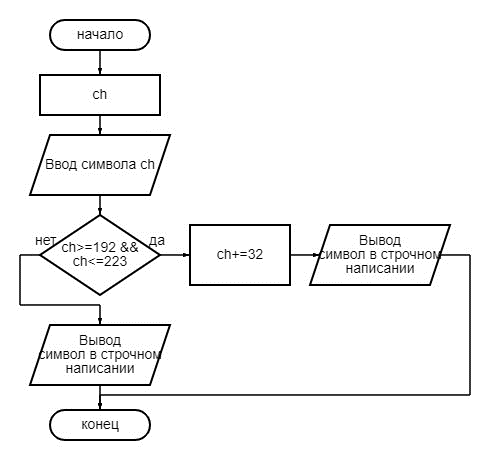 начало
ch
Ввод символа ch
нет
да
ch>=192 &&
ch<=223
ch+=32
Вывод
символ в строчном
написании
Вывод
символ в строчном
написании
конец